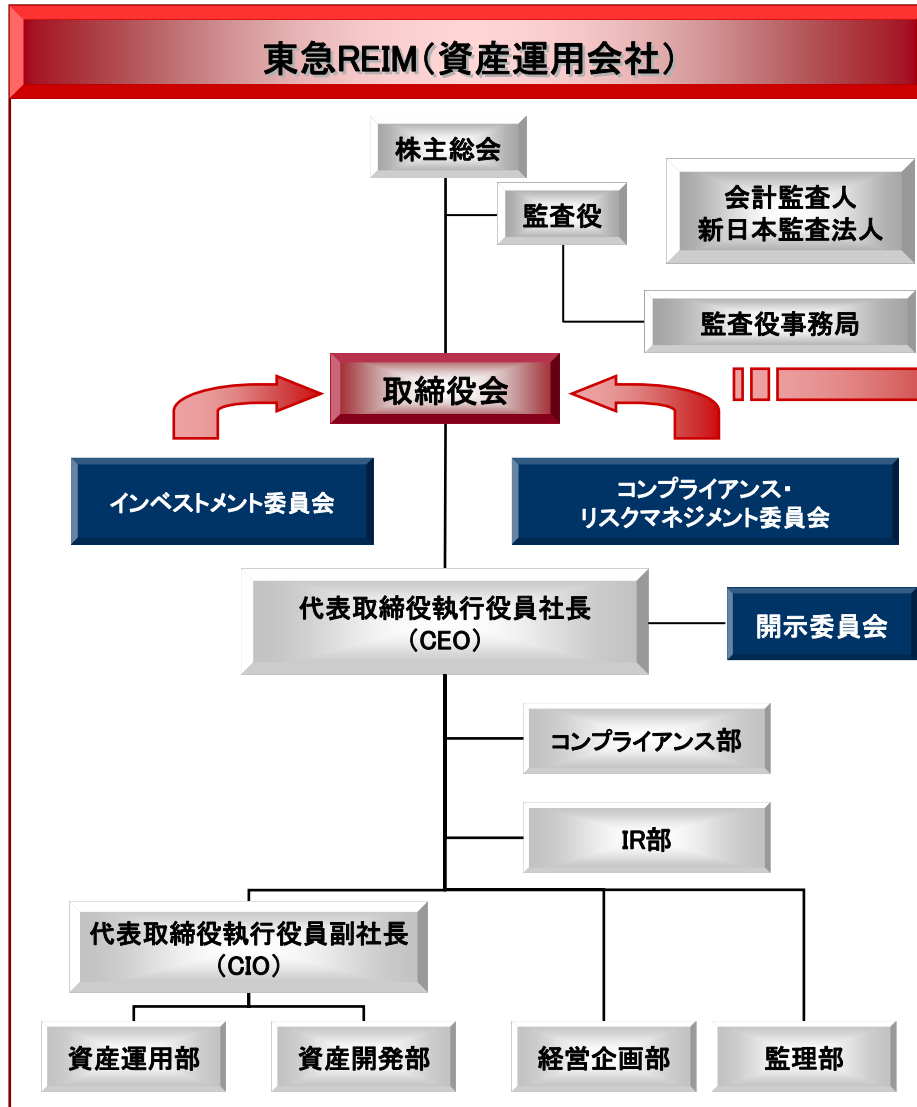 東急REIM(資産運用会社)
株主総会
監査役
会計監査人
新日本監査法人
監査役事務局
取締役会
インベストメント委員会
コンプライアンス・
リスクマネジメント委員会
代表取締役執行役員社長
(CEO)
開示委員会
コンプライアンス部
IR部
代表取締役執行役員副社長
(CIO)
資産運用部
資産開発部
経営企画部
監理部